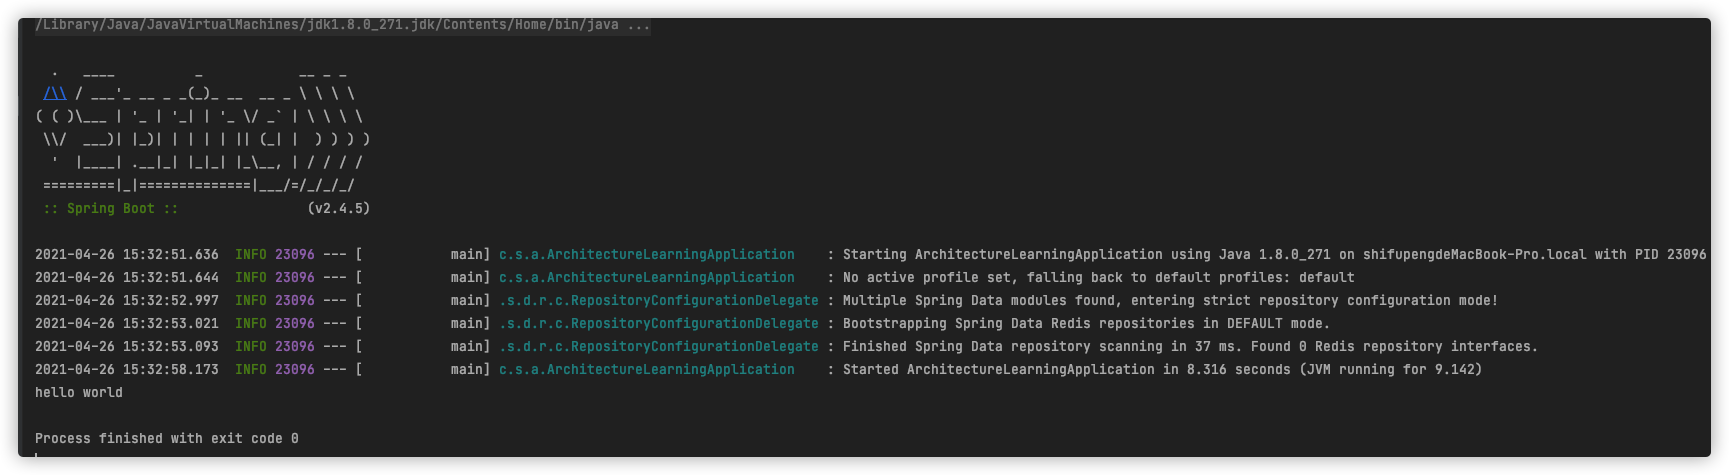 /Library/Java/JavaVirtualMachines/jdk1.8.0_271.jdk/Contents/Home/bin/java ...
  .   ____          _            __ _ _
 /\\ / ___'_ __ _ _(_)_ __  __ _ \ \ \ \
( ( )\___ | '_ | '_| | '_ \/ _` | \ \ \ \
 \\/  ___)| |_)| | | | | || (_| |  ) ) ) )
  '  |____| .__|_| |_|_| |_\__, | / / / /
 =========|_|==============|___/=/_/_/_/
 :: Spring Boot ::                (v2.4.5)
2021-04-26 15:32:51.636  INFO 23096 --- [           main] c.s.a.ArchitectureLearningApplication    : Starting ArchitectureLearningApplication using Java 1.8.0_271 on shifupengdeMacBook-Pro.local with PID 23096
2021-04-26 15:32:51.644  INFO 23096 --- [           main] c.s.a.ArchitectureLearningApplication    : No active profile set, falling back to default profiles: default
2021-04-26 15:32:52.997  INFO 23096 --- [           main] .s.d.r.c.RepositoryConfigurationDelegate : Multiple Spring Data modules found, entering strict repository configuration mode!
2021-04-26 15:32:53.021  INFO 23096 --- [           main] .s.d.r.c.RepositoryConfigurationDelegate : Bootstrapping Spring Data Redis repositories in DEFAULT mode.
2021-04-26 15:32:53.093  INFO 23096 --- [           main] .s.d.r.c.RepositoryConfigurationDelegate : Finished Spring Data repository scanning in 37 ms. Found 0 Redis repository interfaces.
2021-04-26 15:32:58.173  INFO 23096 --- [           main] c.s.a.ArchitectureLearningApplication    : Started ArchitectureLearningApplication in 8.316 seconds (JVM running for 9.142)
hello world
Process finished with exit code 0